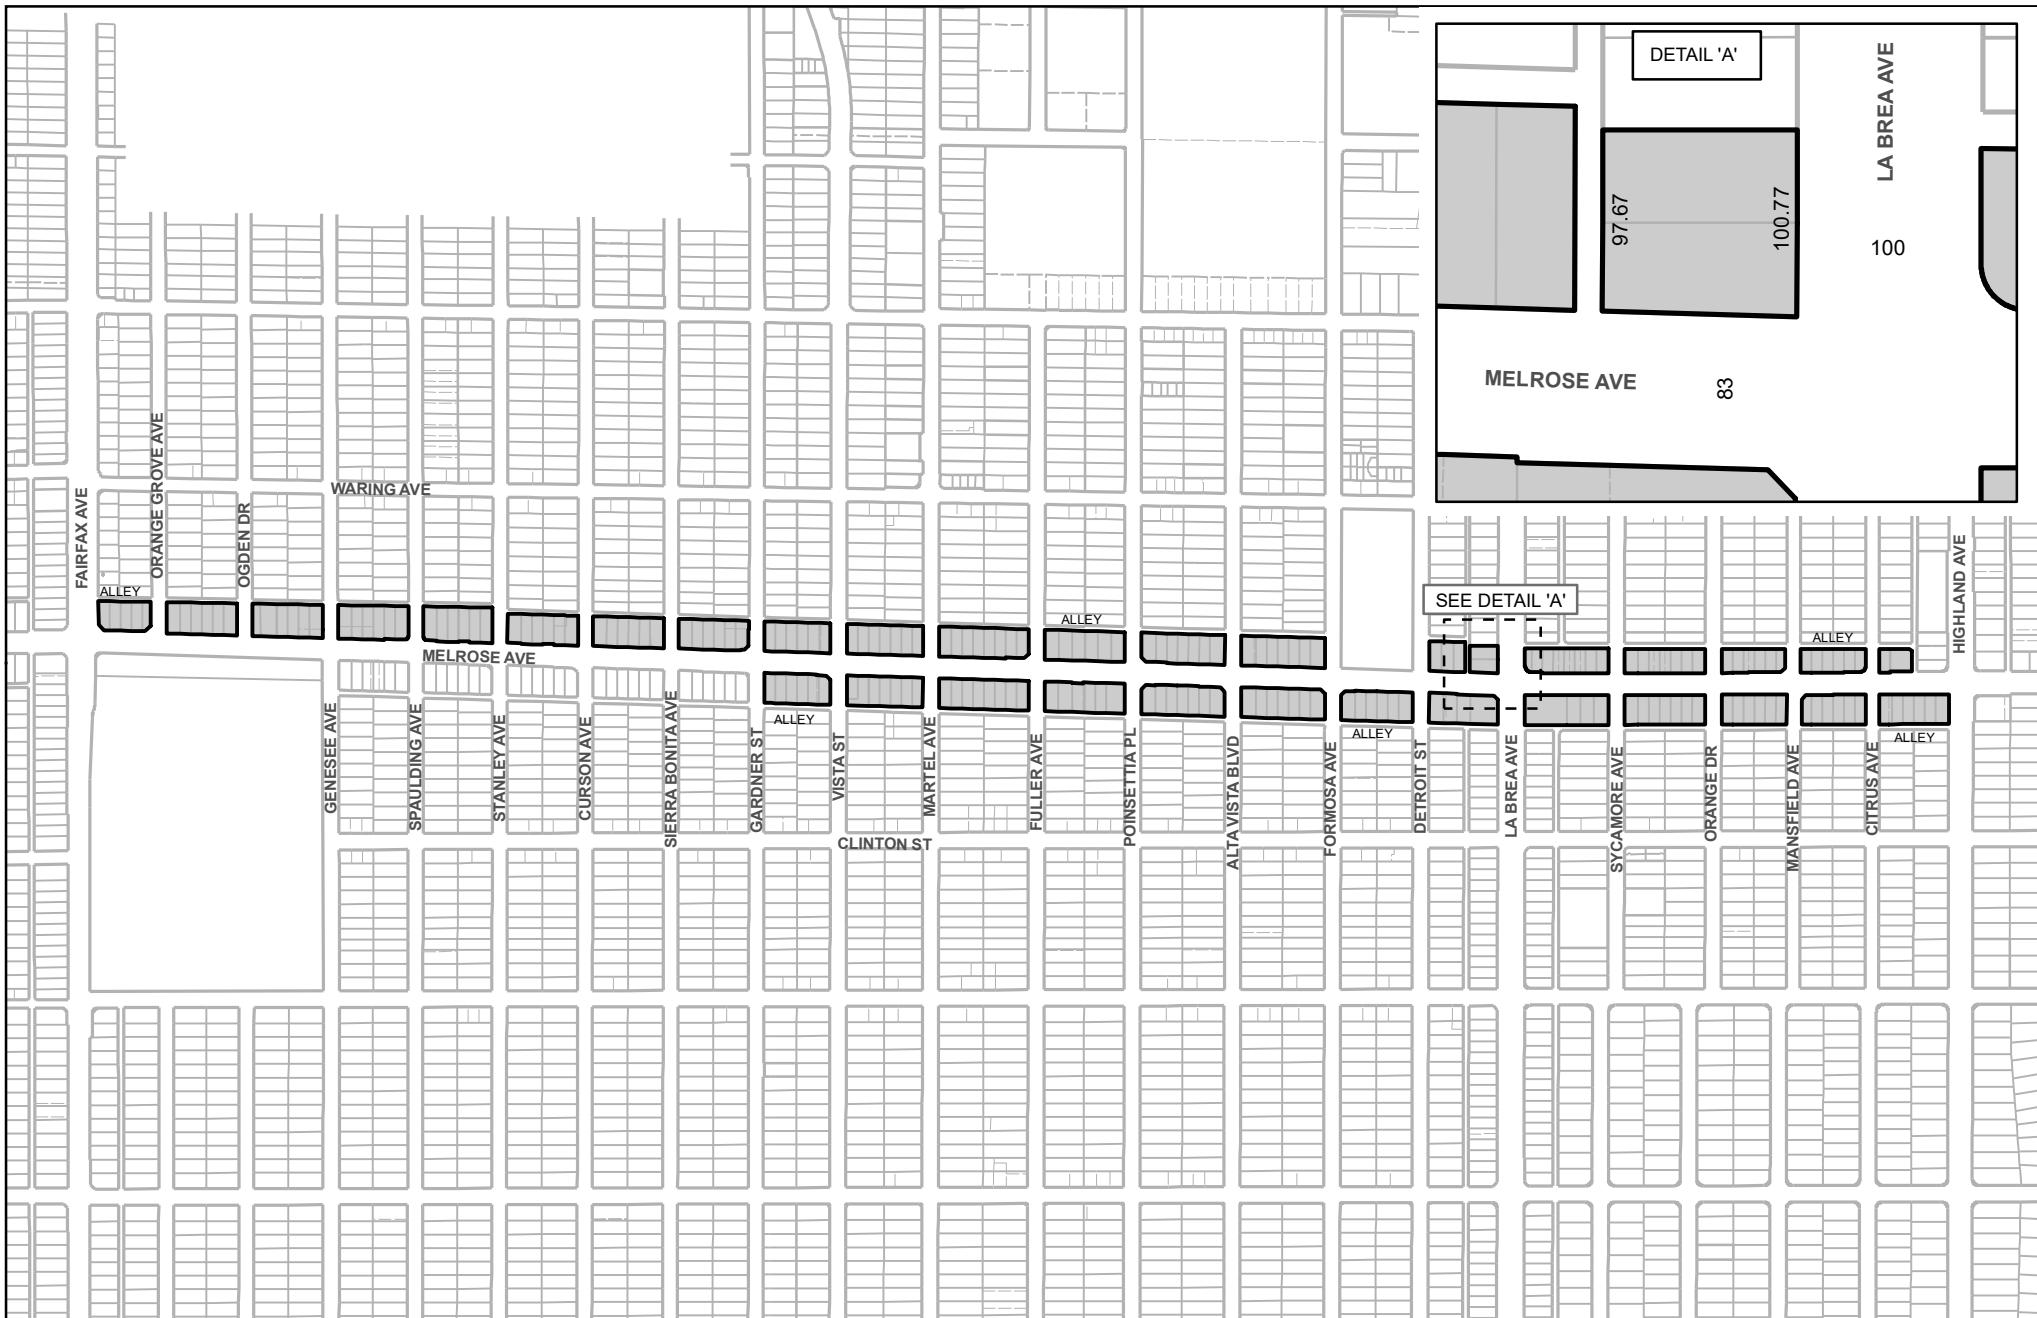 DETAIL 'A'
LA BREA AVE
97.67
100.77
100
MELROSE AVE
83
FAIRFAX AVE
ORANGE GROVE AVE
OGDEN DR
WARING AVE
HIGHLAND AVE
ALLEY
SEE DETAIL 'A'
ALLEY
ALLEY
MELROSE AVE
ALLEY
ALLEY
ALLEY
GENESEE AVE
SPAULDING AVE
STANLEY AVE
CURSON AVE
SIERRA BONITA AVE
GARDNER ST
VISTA ST
MARTEL AVE
FULLER AVE
POINSETTIA PL
ALTA VISTA BLVD
FORMOSA AVE
DETROIT ST
LA BREA AVE
SYCAMORE AVE
ORANGE DR
MANSFIELD AVE
CITRUS AVE
CLINTON ST